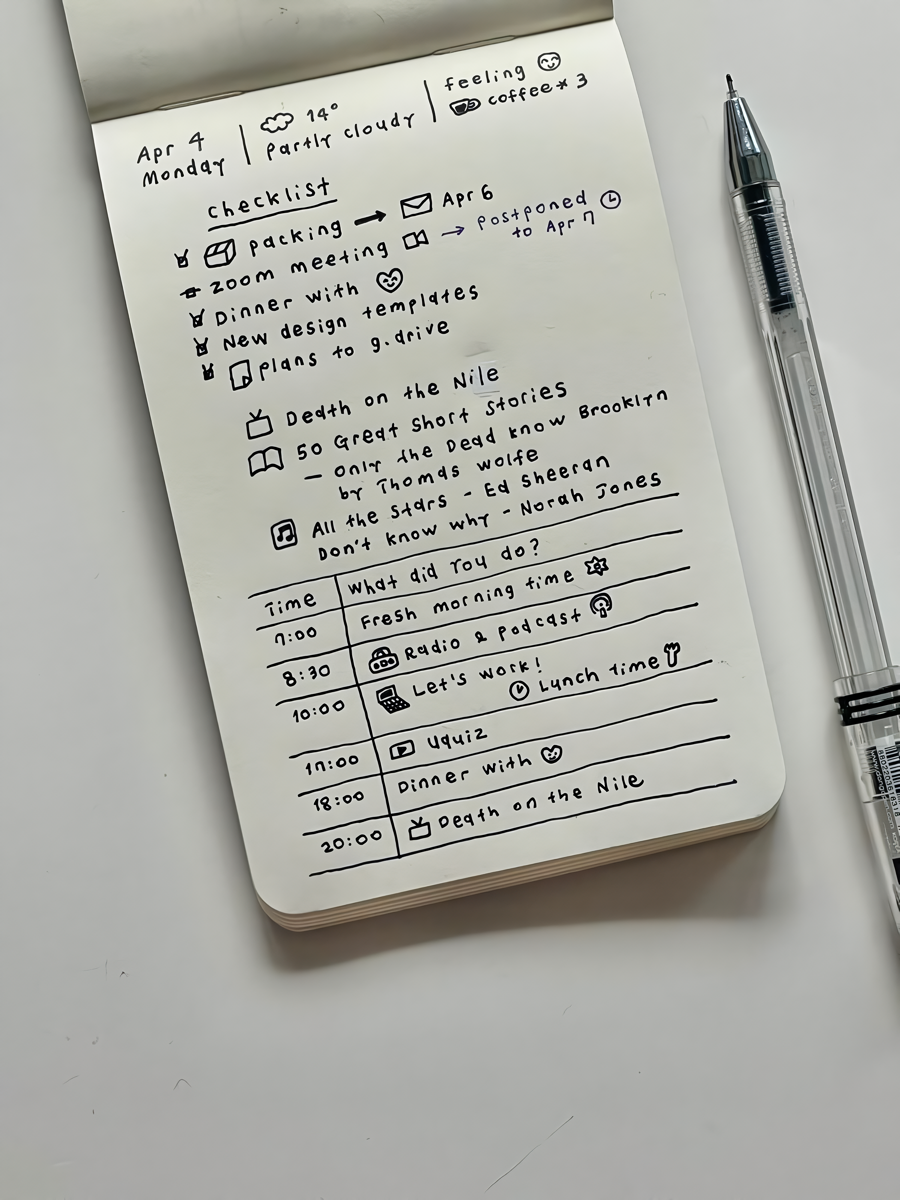 Apr 4
Monday
14°
Partly cloudy
feeling
coffee * 3
checklist
packing → Apr 6
zoom meeting → Postponed
to Apr 7
Dinner with
New design templates
plans to g.drive
Death on the Nile
50 Great Short Stories
- Only the Dead know Brooklyn
by Thomas Wolfe
All the Stars - Ed Sheeran
Don't know why - Norah Jones
Time What did You do?
7:00 Fresh morning time
8:30 Radio & Podcast
10:00 Let's work!
Lunch time
17:00 Uquiz
18:00 Dinner with
20:00 Death on the Nile